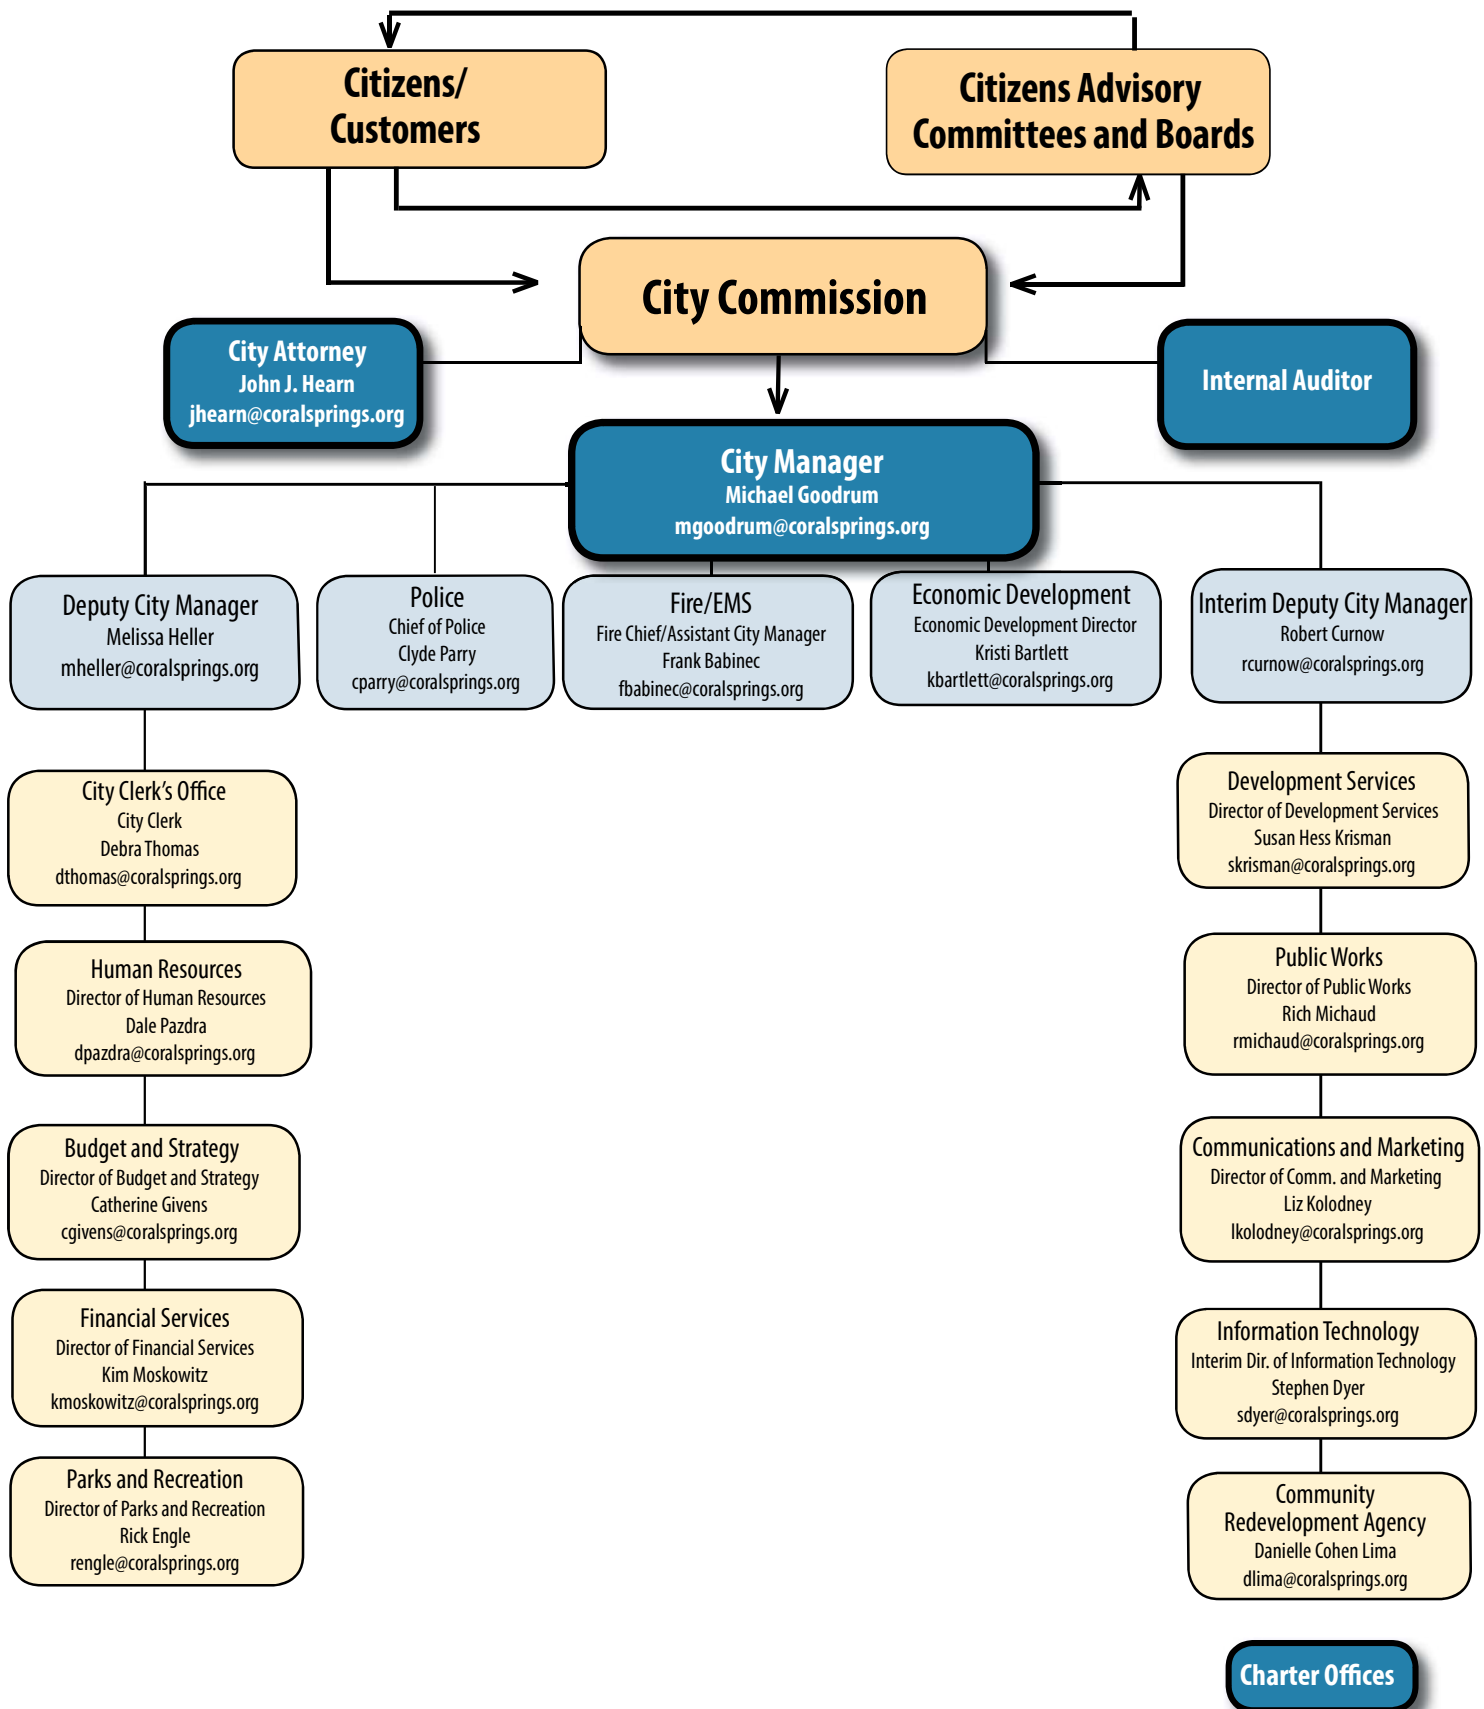 Citizens/
Customers
Citizens Advisory
Committees and Boards
City Commission
City Attorney
John J. Hearn
jhearn@coralsprings.org
Internal Auditor
City Manager
Michael Goodrum
mgoodrum@coralsprings.org
Deputy City Manager
Melissa Heller
mheller@coralsprings.org
Police
Chief of Police
Clyde Parry
cparry@coralsprings.org
Fire/EMS
Fire Chief/Assistant City Manager
Frank Babinec
fbabinec@coralsprings.org
Economic Development
Economic Development Director
Kristi Bartlett
kbartlett@coralsprings.org
Interim Deputy City Manager
Robert Curnow
rcurnow@coralsprings.org
City Clerk's Office
City Clerk
Debra Thomas
dthomas@coralsprings.org
Human Resources
Director of Human Resources
Dale Pazdra
dpazdra@coralsprings.org
Budget and Strategy
Director of Budget and Strategy
Catherine Givens
cgivens@coralsprings.org
Financial Services
Director of Financial Services
Kim Moskowitz
kmoskowitz@coralsprings.org
Parks and Recreation
Director of Parks and Recreation
Rick Engle
rengle@coralsprings.org
Development Services
Director of Development Services
Susan Hess Krisman
skrisman@coralsprings.org
Public Works
Director of Public Works
Rich Michaud
rmichaud@coralsprings.org
Communications and Marketing
Director of Comm. and Marketing
Liz Kolodney
lkolodney@coralsprings.org
Information Technology
Interim Dir. of Information Technology
Stephen Dyer
sdyer@coralsprings.org
Community
Redevelopment Agency
Danielle Cohen Lima
dlima@coralsprings.org
Charter Offices